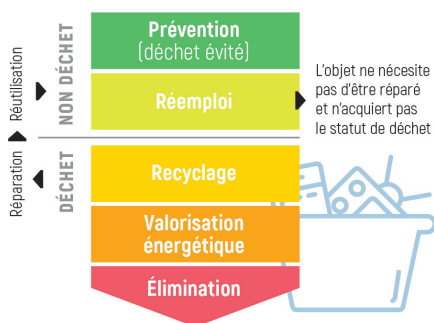 Prévention
(déchet évité)
Réemploi
L'objet ne nécesite
pas d'être réparé
et n'acquiert pas
le statut de déchet
NON DÉCHET
Réutilisation
Réparation
DÉCHET
Recyclage
Valorisation
énergétique
Élimination